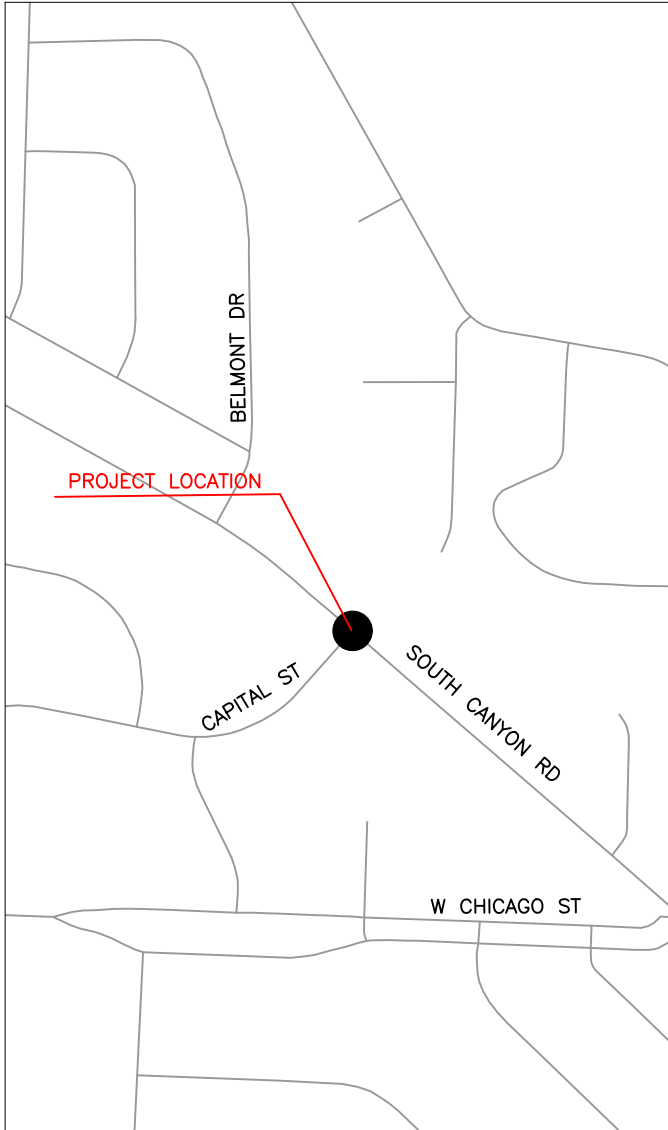 BELMONT DR
PROJECT LOCATION
CAPITAL ST
SOUTH CANYON RD
W CHICAGO ST